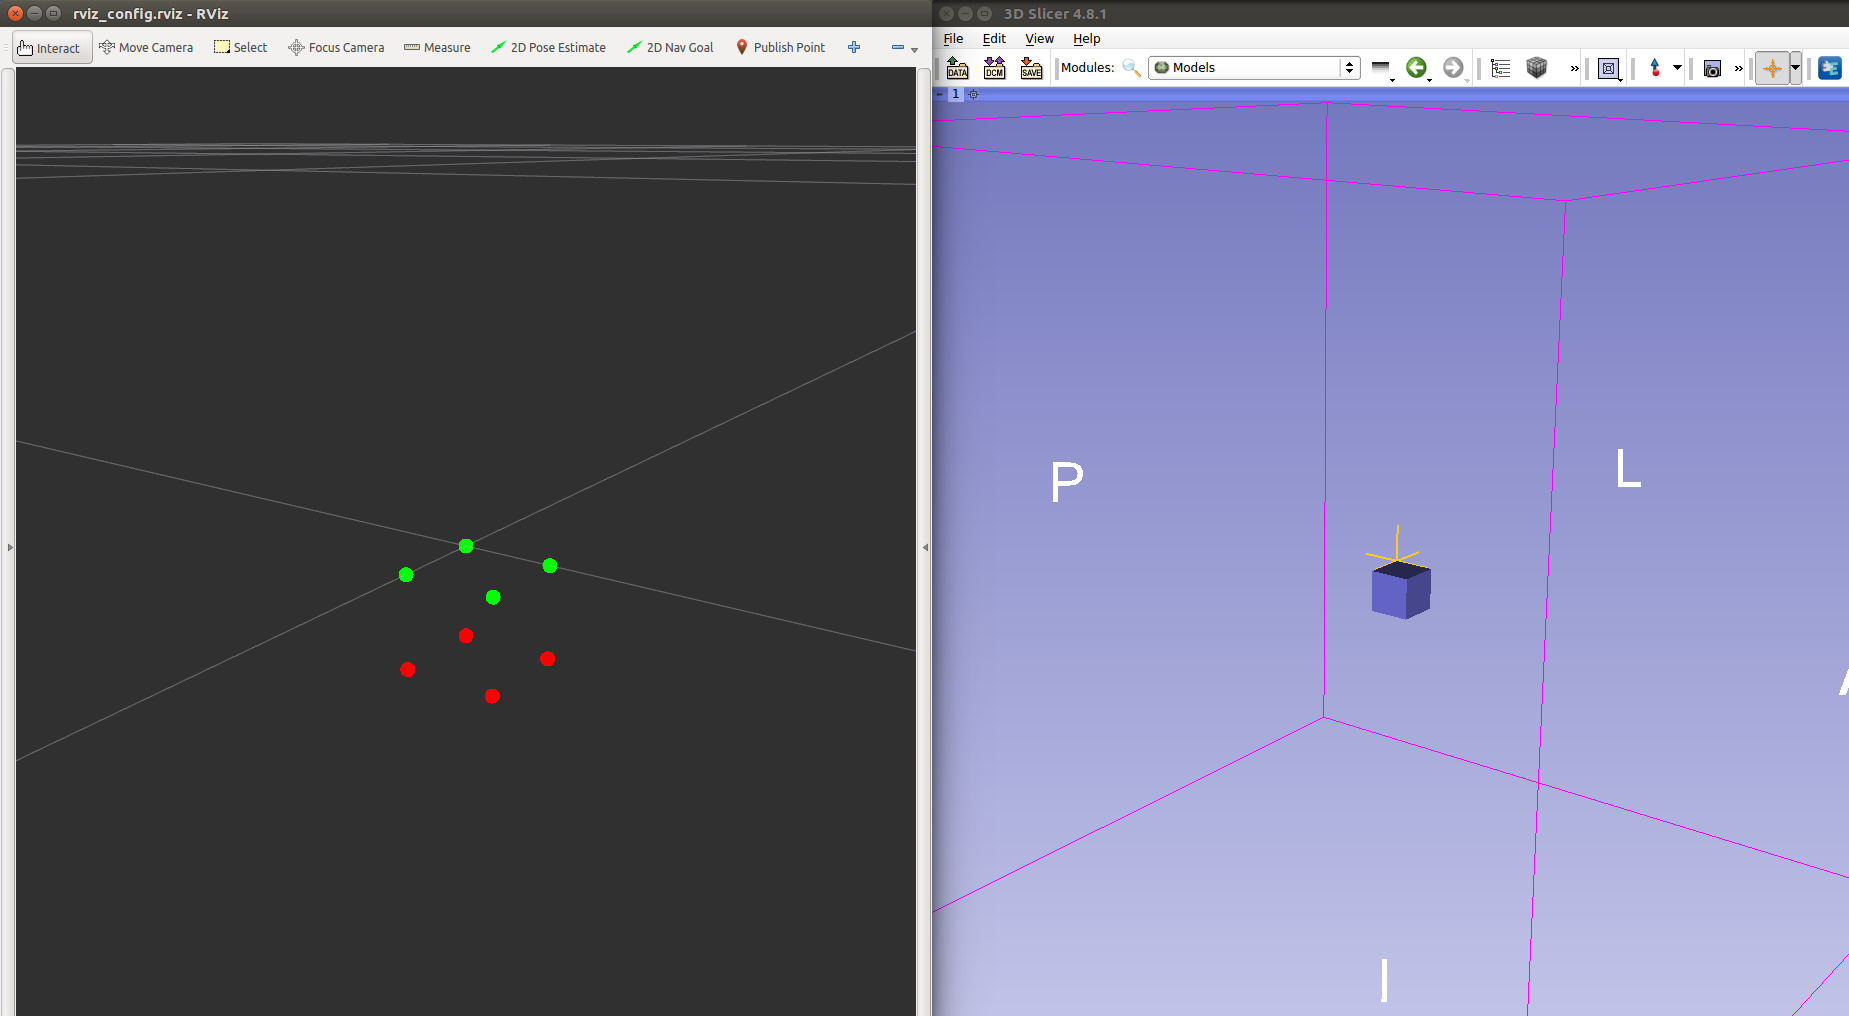 rviz_config.rviz - RViz
Interact Move Camera Select Focus Camera Measure 2D Pose Estimate 2D Nav Goal Publish Point
3D Slicer 4.8.1
File Edit View Help
DATA DCM SAVE Modules: Models » »
1
P
L
A
I